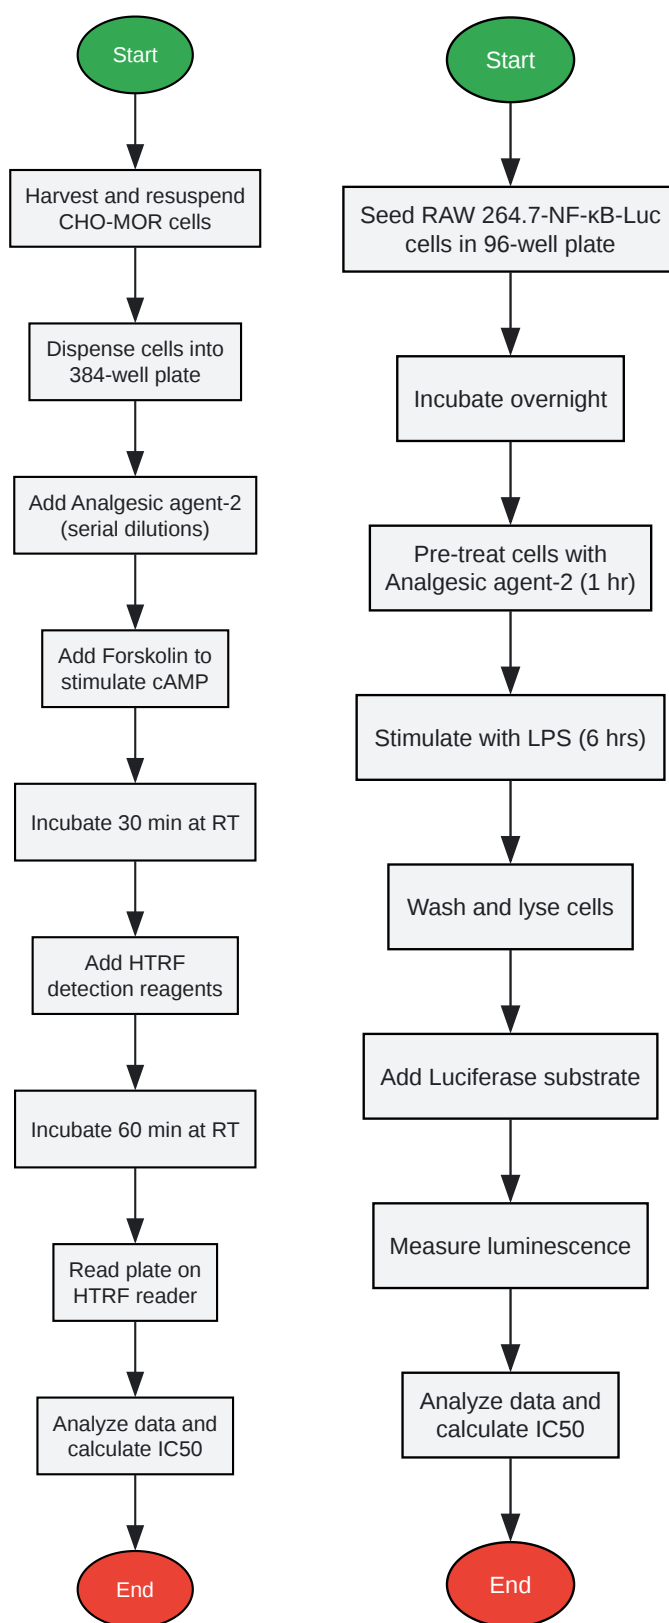 Start
Harvest and resuspend
CHO-MOR cells
Dispense cells into
384-well plate
Add Analgesic agent-2
(serial dilutions)
Add Forskolin to
stimulate cAMP
Incubate 30 min at RT
Add HTRF
detection reagents
Incubate 60 min at RT
Read plate on
HTRF reader
Analyze data and
calculate IC50
End
Start
Seed RAW 264.7-NF-κB-Luc
cells in 96-well plate
Incubate overnight
Pre-treat cells with
Analgesic agent-2 (1 hr)
Stimulate with LPS (6 hrs)
Wash and lyse cells
Add Luciferase substrate
Measure luminescence
Analyze data and
calculate IC50
End